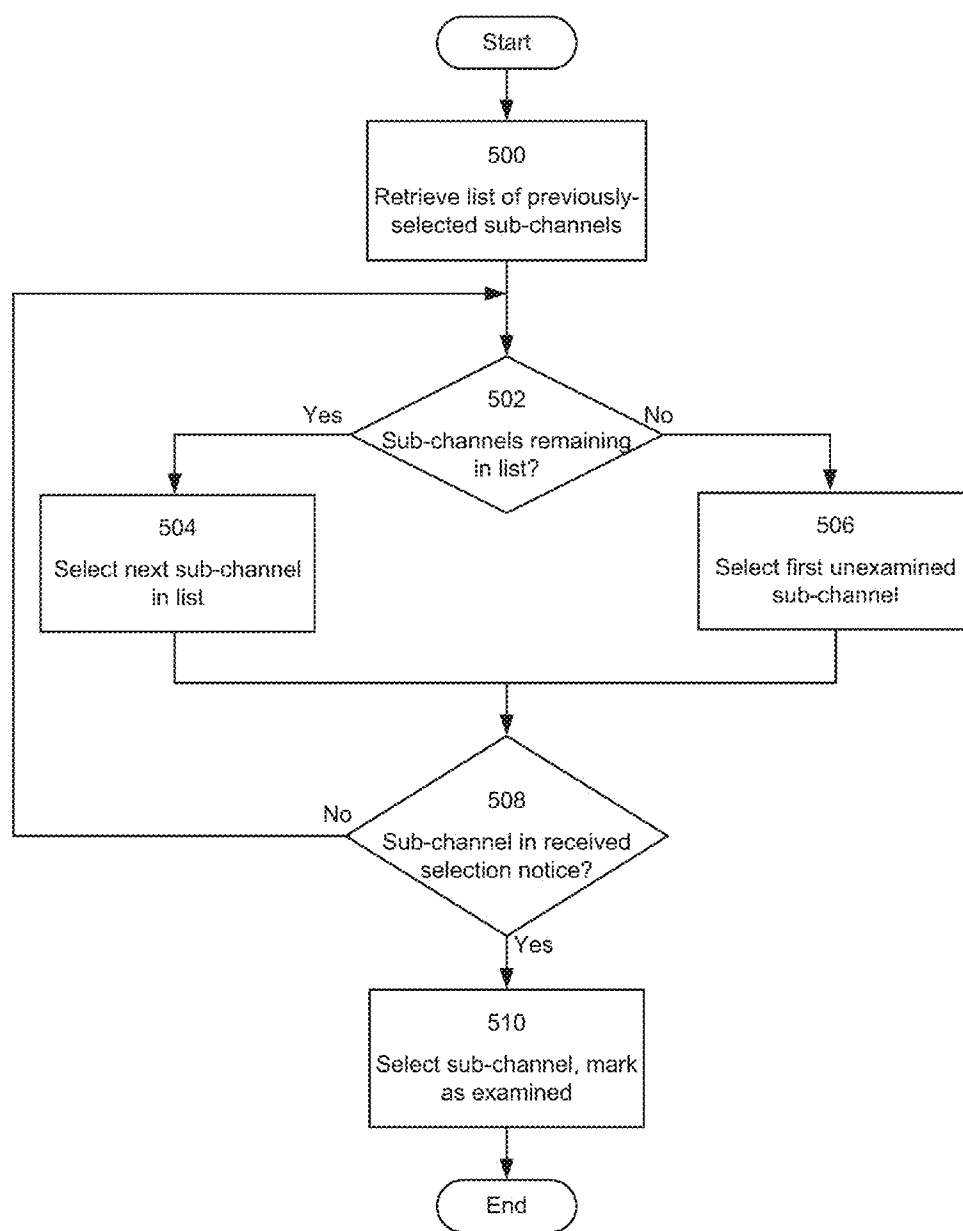 Start
500
Retrieve list of previously-
selected sub-channels
502
Yes
No
Sub-channels remaining
in list?
504
Select next sub-channel
in list
506
Select first unexamined
sub-channel
508
No
Sub-channel in received
selection notice?
Yes
510
Select sub-channel, mark
as examined
End